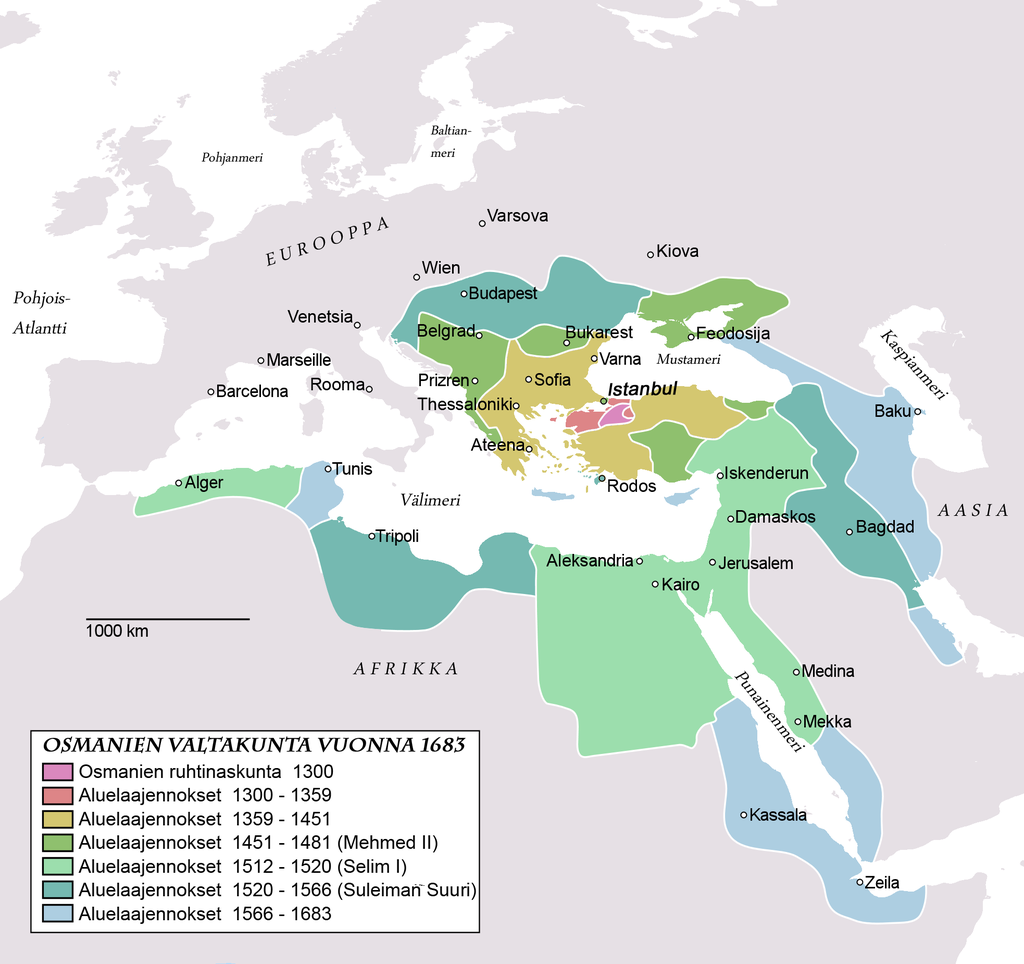 Baltian-
meri
Pohjanmeri
Varsova
EUROOPPA
Kiova
Wien
Pohjois-
Atlantti
Budapest
Venetsia
Belgrad
Bukarest
Feodosija
Kaspianmeri
Marseille
Varna
Mustameri
Rooma
Prizren
Sofia
Istanbul
Barcelona
Thessaloniki
Baku
Ateena
Tunis
Iskenderun
Alger
Rodos
Välimeri
AASIA
Damaskos
Bagdad
Tripoli
Aleksandria
Jerusalem
Kairo
1000 km
AFRIKKA
Medina
Punainenmeri
Mekka
Kassala
Zeila
OSMANIEN VALTAKUNTA VUONNA 1683
Osmanien ruhtinaskunta 1300
Aluelaajennokset 1300 - 1359
Aluelaajennokset 1359 - 1451
Aluelaajennokset 1451 - 1481 (Mehmed II)
Aluelaajennokset 1512 - 1520 (Selim I)
Aluelaajennokset 1520 - 1566 (Suleiman Suuri)
Aluelaajennokset 1566 - 1683